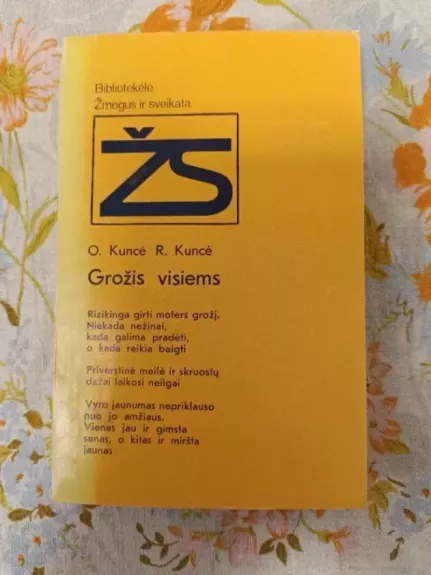 Bibliotekėlė
Žmogus ir sveikata
ŽS
O. Kuncė R. Kuncė
Grožis visiems
Rizikinga girti moters grožį.
Niekada nežinai,
kada galima pradėti,
o kada reikia baigti
Priverstinė meilė ir skruostų
dažai laikosi neilgai
Vyro jaunumas nepriklauso
nuo jo amžiaus.
Vienas jau ir gimsta
senas, o kitas ir miršta
jaunas